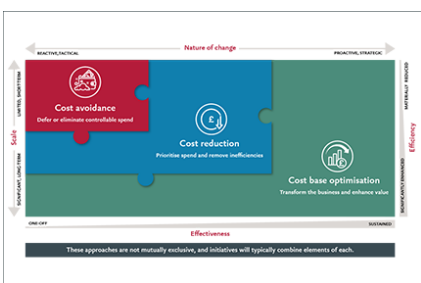 Nature of change
REACTIVE, TACTICAL
PROACTIVE, STRATEGIC
LIMITED, SHORT-TERM
Scale
SIGNIFICANT, LONG-TERM
Cost avoidance
Defer or eliminate controllable spend
£
Cost reduction
Prioritise spend and remove inefficiencies
Cost base optimisation
Transform the business and enhance value
MATERIALLY REDUCED
Efficiency
SIGNIFICANTLY ENHANCED
ONE-OFF
SUSTAINED
Effectiveness
These approaches are not mutually exclusive, and initiatives will typically combine elements of each.